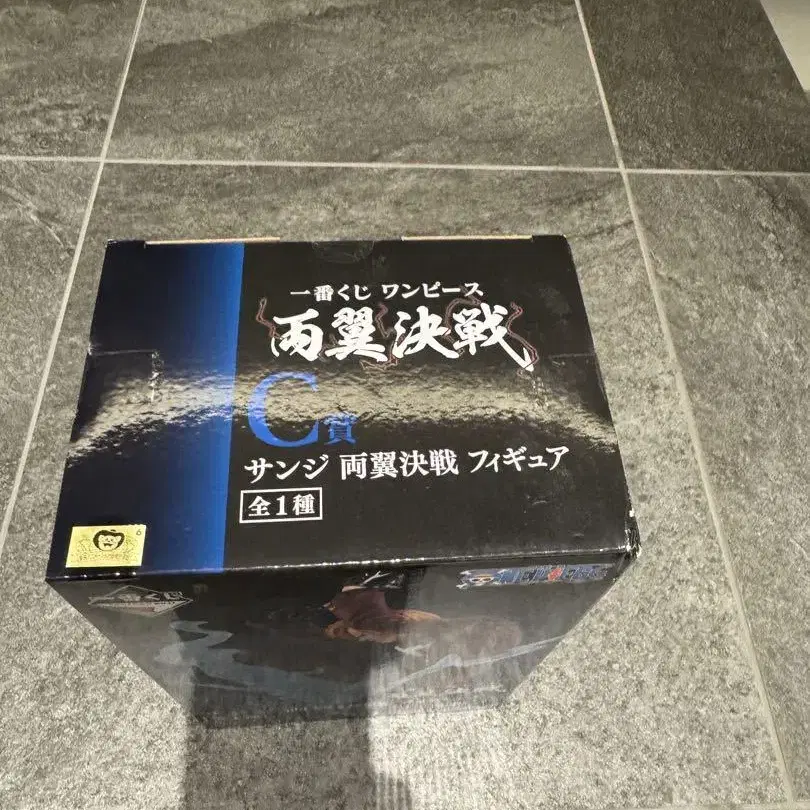 一番くじ ワンピース
両翼決戦
C賞
サンジ 両翼決戦 フィギュア
全1種